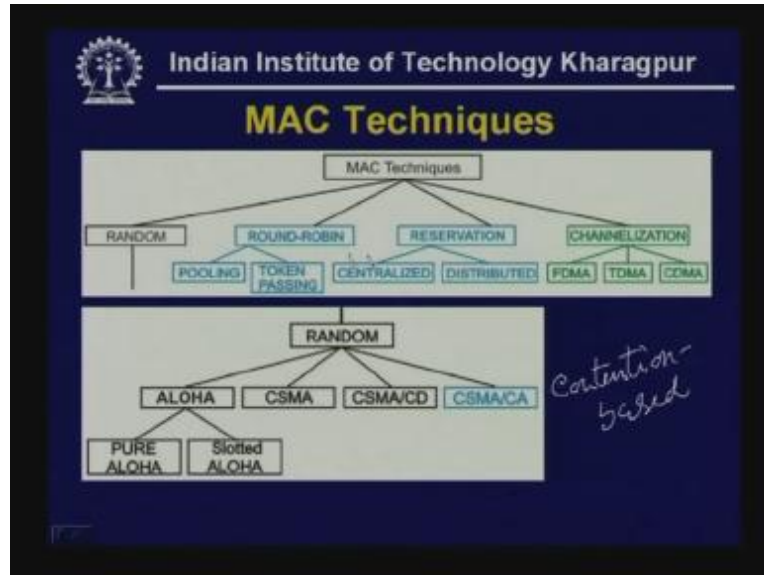 Indian Institute of Technology Kharagpur
MAC Techniques
MAC Techniques
RANDOM ROUND-ROBIN RESERVATION CHANNELIZATION
POOLING TOKEN PASSING CENTRALIZED DISTRIBUTED FDMA TDMA CDMA
RANDOM
ALOHA CSMA CSMA/CD CSMA/CA
Contention-
based
PURE ALOHA Slotted ALOHA